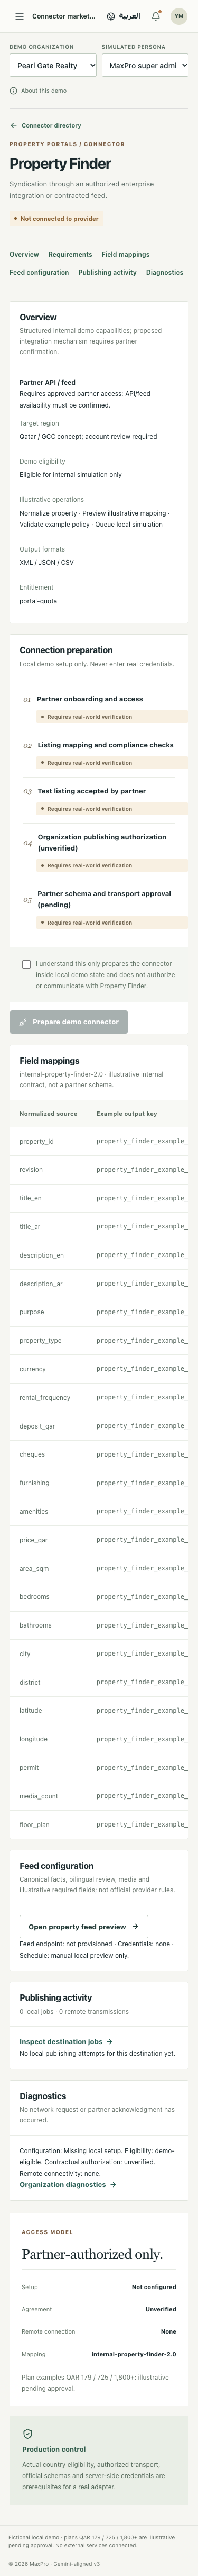 Connector market...
العربية
YM
DEMO ORGANIZATION
SIMULATED PERSONA
Pearl Gate Realty
MaxPro super admi
About this demo
Connector directory
PROPERTY PORTALS / CONNECTOR
Property Finder
Syndication through an authorized enterprise
integration or contracted feed.
Not connected to provider
Overview Requirements Field mappings
Feed configuration Publishing activity Diagnostics
Overview
Structured internal demo capabilities; proposed
integration mechanism requires partner
confirmation.
Partner API / feed
Requires approved partner access; API/feed
availability must be confirmed.
Target region
Qatar / GCC concept; account review required
Demo eligibility
Eligible for internal simulation only
Illustrative operations
Normalize property · Preview illustrative mapping ·
Validate example policy · Queue local simulation
Output formats
XML / JSON / CSV
Entitlement
portal-quota
Connection preparation
Local demo setup only. Never enter real credentials.
01 Partner onboarding and access
Requires real-world verification
02 Listing mapping and compliance checks
Requires real-world verification
03 Test listing accepted by partner
Requires real-world verification
04 Organization publishing authorization
(unverified)
Requires real-world verification
05 Partner schema and transport approval
(pending)
Requires real-world verification
I understand this only prepares the connector
inside local demo state and does not authorize
or communicate with Property Finder.
Prepare demo connector
Field mappings
internal-property-finder-2.0 · illustrative internal
contract, not a partner schema.
Normalized source Example output key
property_id property_finder_example_
revision property_finder_example_
title_en property_finder_example_
title_ar property_finder_example_
description_en property_finder_example_
description_ar property_finder_example_
purpose property_finder_example_
property_type property_finder_example_
currency property_finder_example_
rental_frequency property_finder_example_
deposit_qar property_finder_example_
cheques property_finder_example_
furnishing property_finder_example_
amenities property_finder_example_
price_qar property_finder_example_
area_sqm property_finder_example_
bedrooms property_finder_example_
bathrooms property_finder_example_
city property_finder_example_
district property_finder_example_
latitude property_finder_example_
longitude property_finder_example_
permit property_finder_example_
media_count property_finder_example_
floor_plan property_finder_example_
Feed configuration
Canonical facts, bilingual review, media and
illustrative required fields; not official provider rules.
Open property feed preview
Feed endpoint: not provisioned · Credentials: none ·
Schedule: manual local preview only.
Publishing activity
0 local jobs · 0 remote transmissions
Inspect destination jobs
No local publishing attempts for this destination yet.
Diagnostics
No network request or partner acknowledgment has
occurred.
Configuration: Missing local setup. Eligibility: demo-
eligible. Contractual authorization: unverified.
Remote connectivity: none.
Organization diagnostics
ACCESS MODEL
Partner-authorized only.
Setup Not configured
Agreement Unverified
Remote connection None
Mapping internal-property-finder-2.0
Plan examples QAR 179 / 725 / 1,800+: illustrative
pending approval.
Production control
Actual country eligibility, authorized transport,
official schemas and server-side credentials are
prerequisites for a real adapter.
Fictional local demo · plans QAR 179 / 725 / 1,800+ are illustrative
pending approval. No external services connected.
© 2026 MaxPro · Gemini-aligned v3